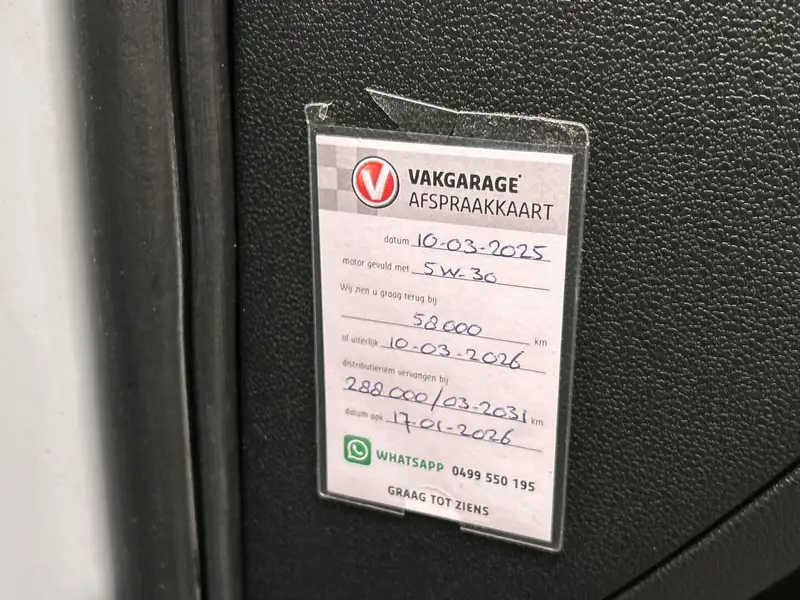 V VAKGARAGE
AFSPRAAKKAART
datum 10-03-2025
motor gevuld met 5W-30
Wij zien u graag terug bij
58000 km
of uiterlijk 10-03-2026
distributieriem vervangen bij
288000/03-2031 km
datum apk 17-01-2026
WHATSAPP 0499 550 195
GRAAG TOT ZIENS